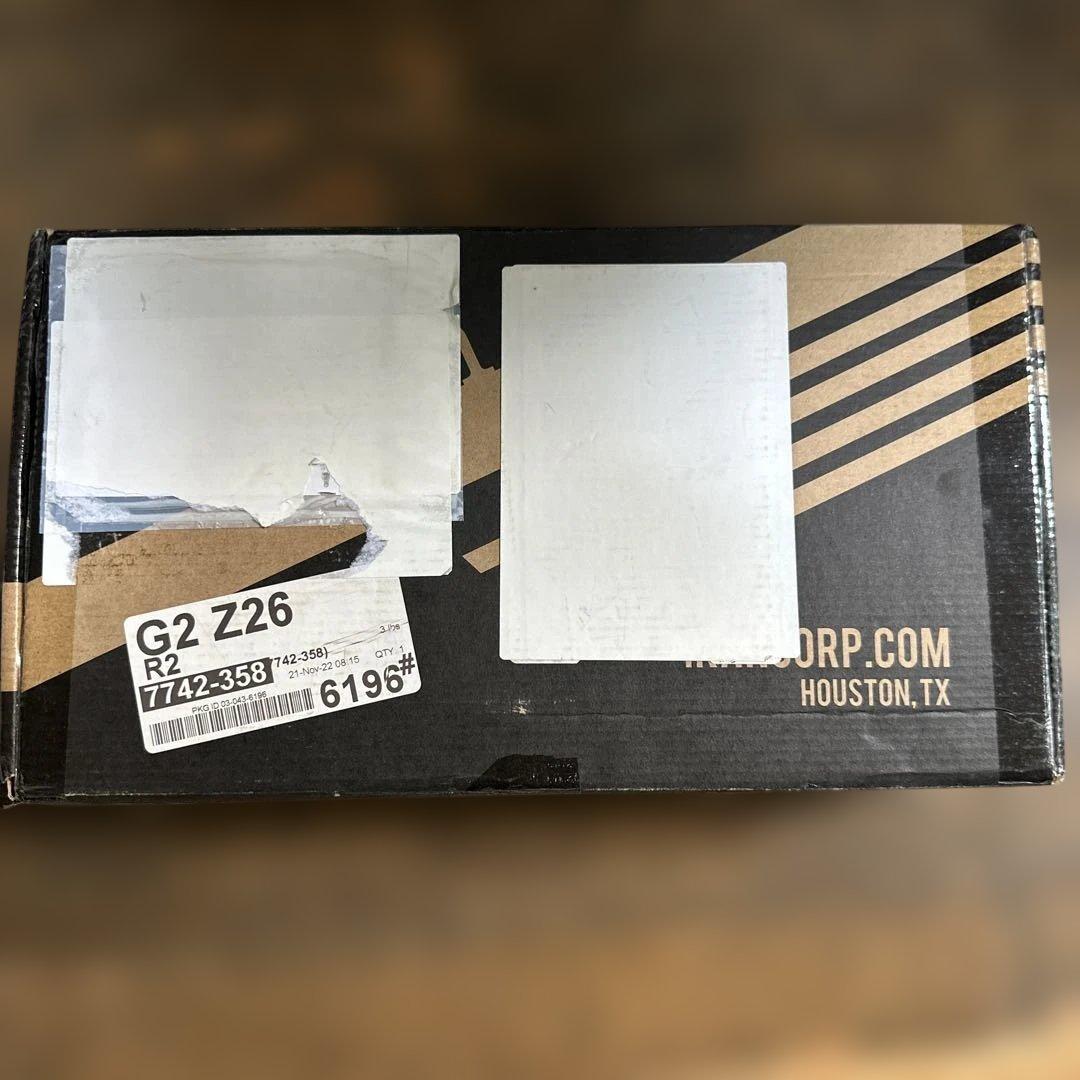 G2 Z26
R2
3 lbs
7742-358 (7742-358)
21-Nov-22 08:15 QTY: 1
PKG ID 03-043-6196
6196#
CORP.COM
HOUSTON, TX